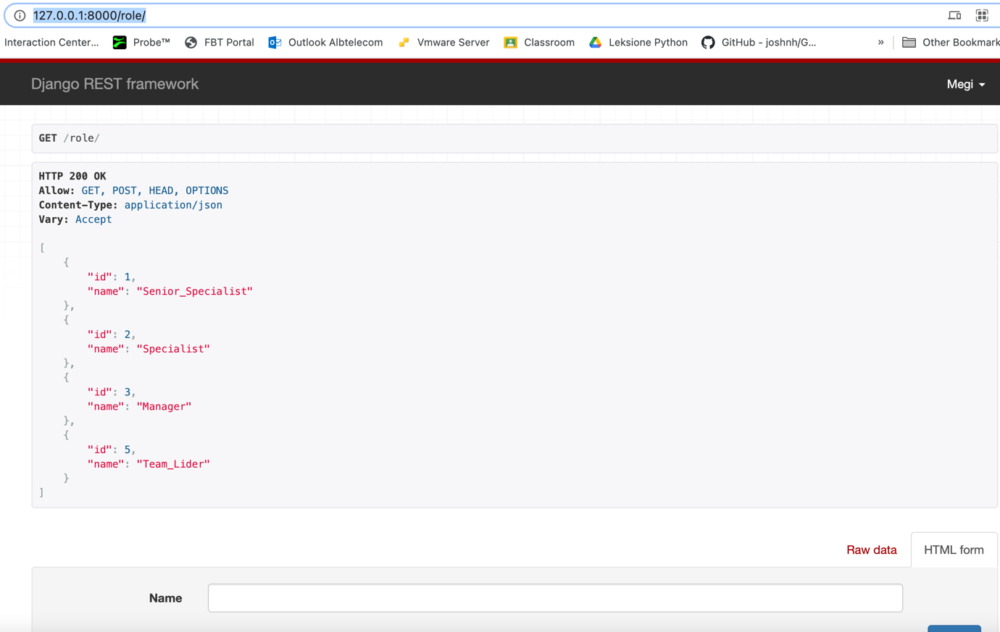 127.0.0.1:8000/role/
Interaction Center... Probe™ FBT Portal Outlook Albtelecom Vmware Server Classroom Leksione Python GitHub - joshnh/G... » Other Bookmark
Django REST framework Megi
GET /role/
HTTP 200 OK
Allow: GET, POST, HEAD, OPTIONS
Content-Type: application/json
Vary: Accept
[
{
"id": 1,
"name": "Senior_Specialist"
},
{
"id": 2,
"name": "Specialist"
},
{
"id": 3,
"name": "Manager"
},
{
"id": 5,
"name": "Team_Lider"
}
]
Raw data HTML form
Name